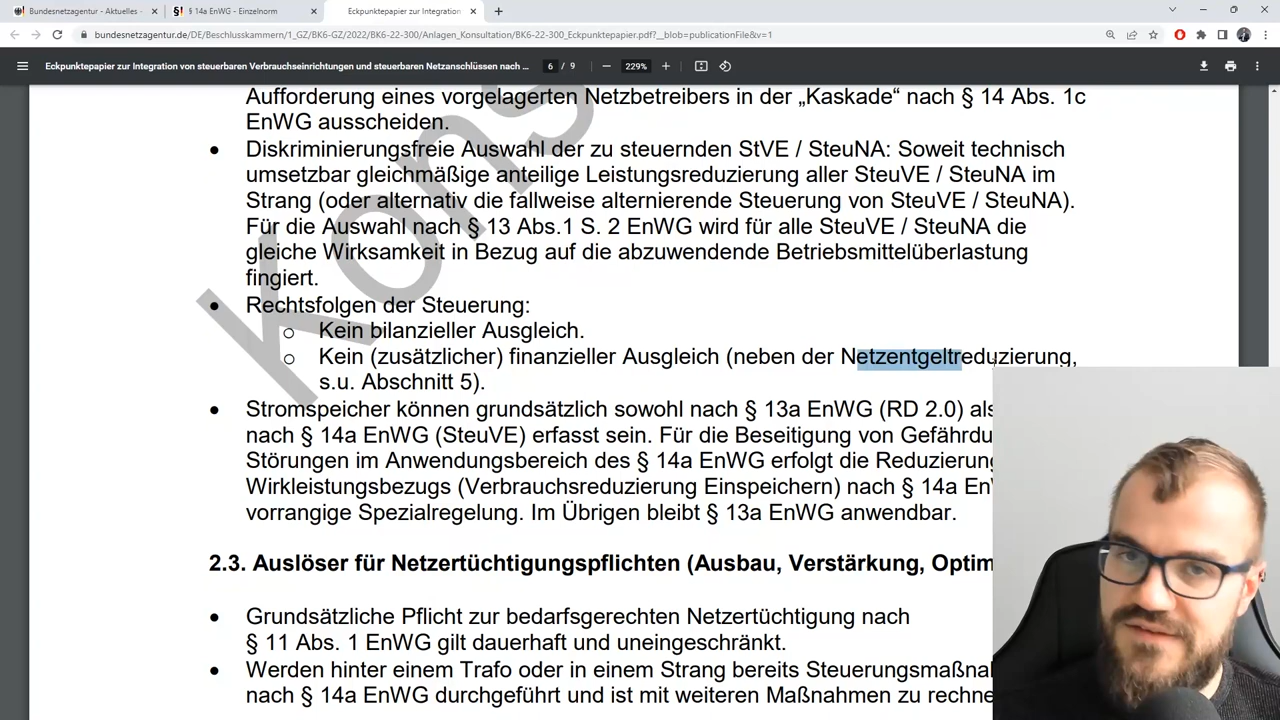 Bundesnetzagentur - Aktuelles -
§ 14a EnWG - Einzelnorm
Eckpunktepapier zur Integration
bundesnetzagentur.de/DE/Beschlusskammern/1_GZ/BK6-GZ/2022/BK6-22-300/Anlagen_Konsultation/BK6-22-300_Eckpunktepapier.pdf?__blob=publicationFile&v=1
Eckpunktepapier zur Integration von steuerbaren Verbrauchseinrichtungen und steuerbaren Netzanschlüssen nach ...
6 / 9
229%
Kons
Aufforderung eines vorgelagerten Netzbetreibers in der „Kaskade“ nach § 14 Abs. 1c
EnWG ausscheiden.
• Diskriminierungsfreie Auswahl der zu steuernden StVE / SteuNA: Soweit technisch
umsetzbar gleichmäßige anteilige Leistungsreduzierung aller SteuVE / SteuNA im
Strang (oder alternativ die fallweise alternierende Steuerung von SteuVE / SteuNA).
Für die Auswahl nach § 13 Abs.1 S. 2 EnWG wird für alle SteuVE / SteuNA die
gleiche Wirksamkeit in Bezug auf die abzuwendende Betriebsmittelüberlastung
fingiert.
• Rechtsfolgen der Steuerung:
o Kein bilanzieller Ausgleich.
o Kein (zusätzlicher) finanzieller Ausgleich (neben der Netzentgeltreduzierung,
s.u. Abschnitt 5).
• Stromspeicher können grundsätzlich sowohl nach § 13a EnWG (RD 2.0) als
nach § 14a EnWG (SteuVE) erfasst sein. Für die Beseitigung von Gefährdu
Störungen im Anwendungsbereich des § 14a EnWG erfolgt die Reduzierung
Wirkleistungsbezugs (Verbrauchsreduzierung Einspeichern) nach § 14a EnW
vorrangige Spezialregelung. Im Übrigen bleibt § 13a EnWG anwendbar.
2.3. Auslöser für Netzertüchtigungspflichten (Ausbau, Verstärkung, Optim
• Grundsätzliche Pflicht zur bedarfsgerechten Netzertüchtigung nach
§ 11 Abs. 1 EnWG gilt dauerhaft und uneingeschränkt.
• Werden hinter einem Trafo oder in einem Strang bereits Steuerungsmaßnal
nach § 14a EnWG durchgeführt und ist mit weiteren Maßnahmen zu rechne